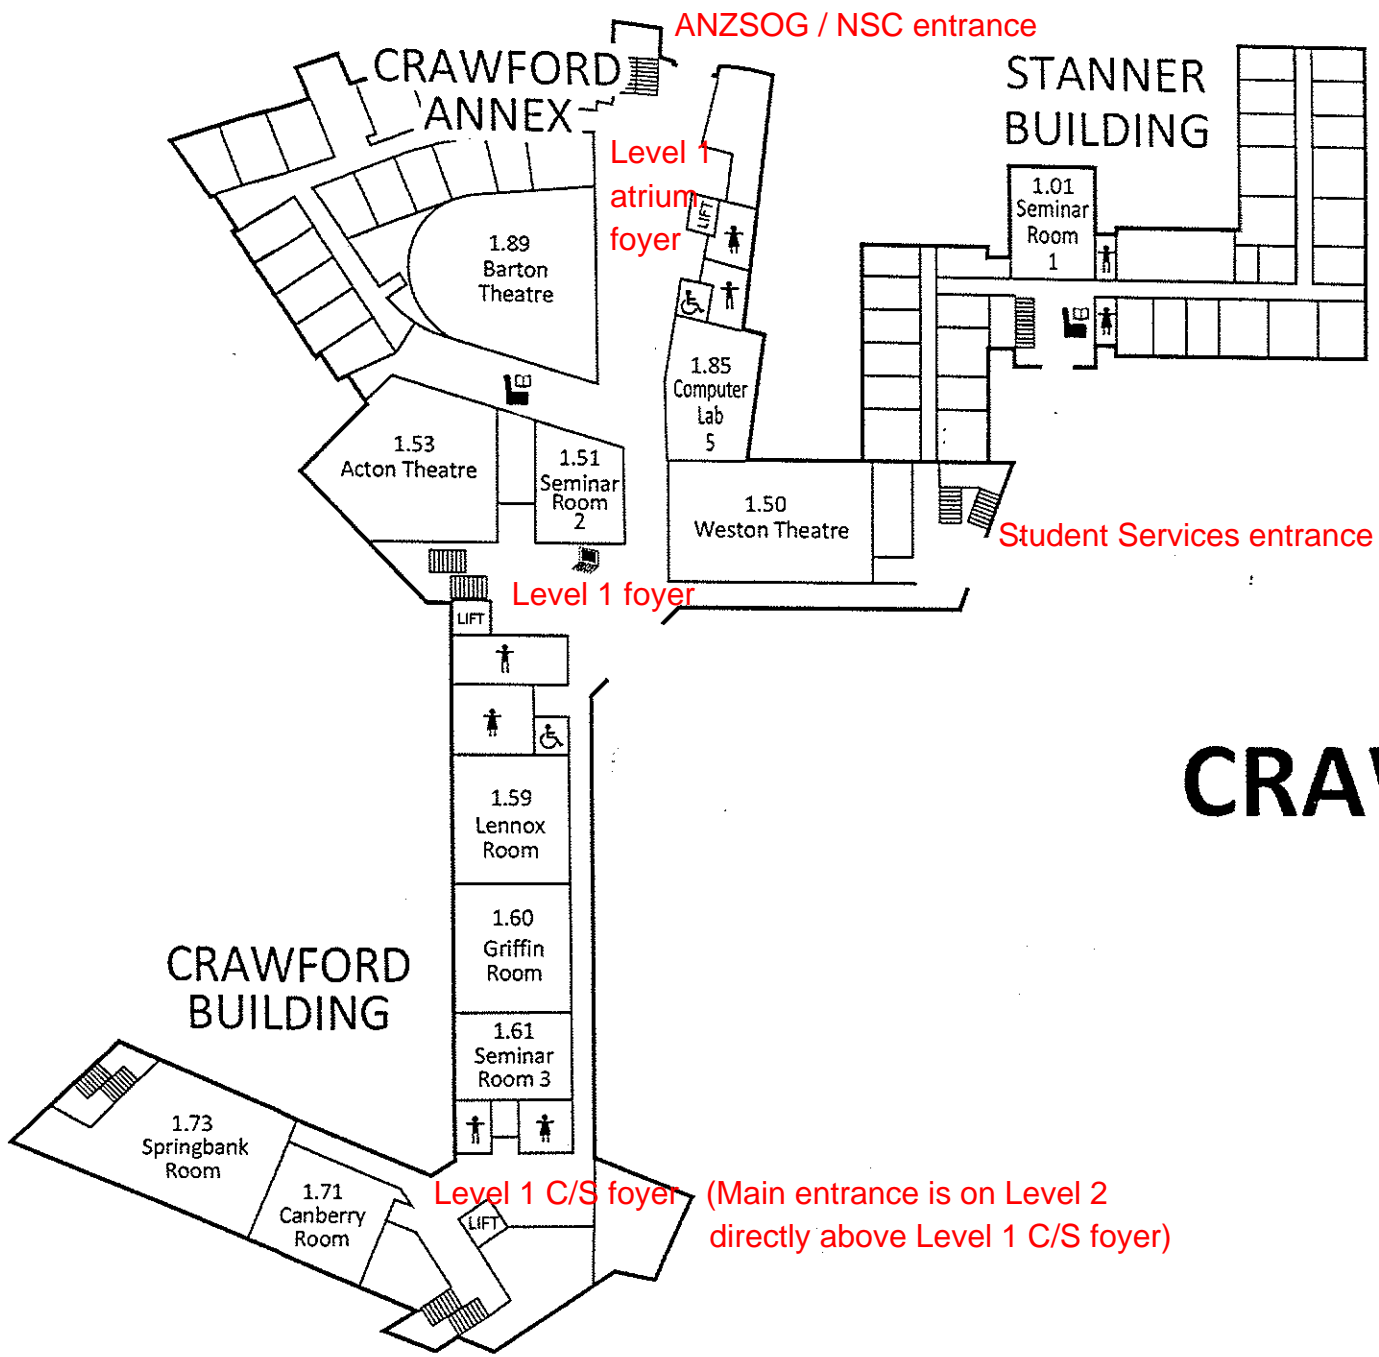 ANZSOG / NSC entrance
CRAWFORD
ANNEX
STANNER
BUILDING
Level 1
atrium
foyer
LIFT
1.01
Seminar
Room
1
1.89
Barton
Theatre
1.85
Computer
Lab
5
1.53
Acton Theatre
1.51
Seminar
Room
2
1.50
Weston Theatre
Student Services entrance
Level 1 foyer
LIFT
1.59
Lennox
Room
CRAW
1.60
Griffin
Room
CRAWFORD
BUILDING
1.61
Seminar
Room 3
1.73
Springbank
Room
1.71
Canberry
Room
Level 1 C/S foyer
(Main entrance is on Level 2
directly above Level 1 C/S foyer)
LIFT